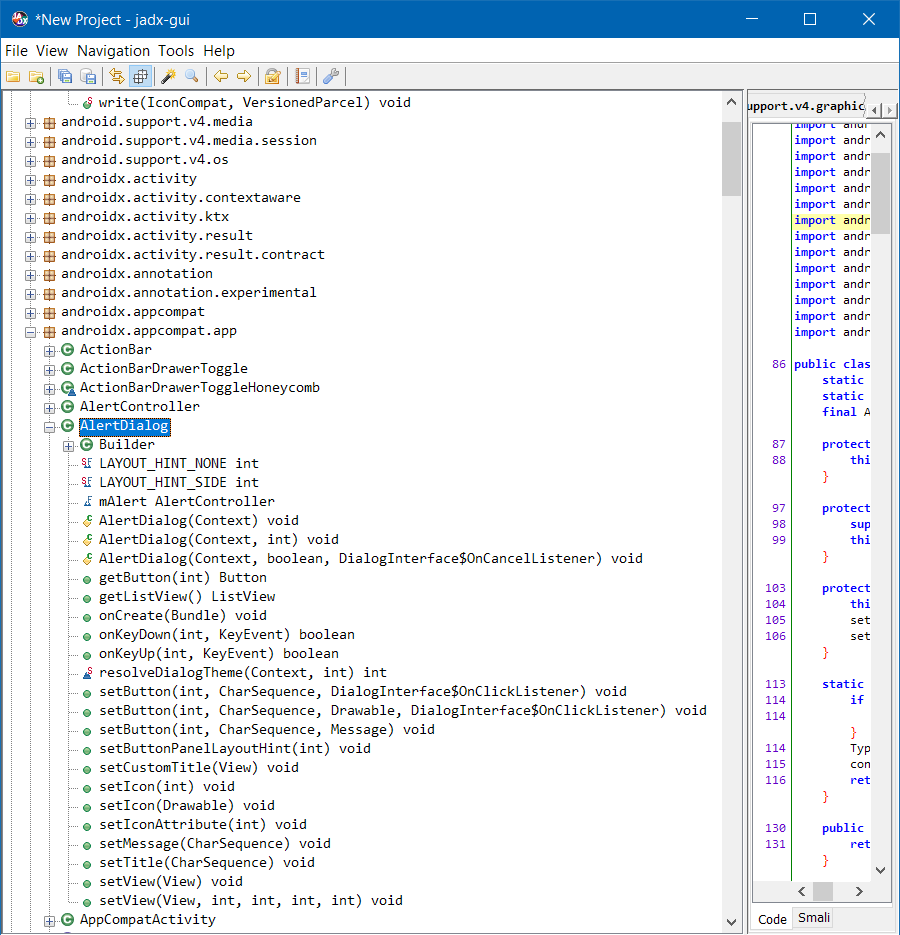 *New Project - jadx-gui
File View Navigation Tools Help
write(IconCompat, VersionedParcel) void
android.support.v4.media
android.support.v4.media.session
android.support.v4.os
androidx.activity
androidx.activity.contextaware
androidx.activity.ktx
androidx.activity.result
androidx.activity.result.contract
androidx.annotation
androidx.annotation.experimental
androidx.appcompat
androidx.appcompat.app
ActionBar
ActionBarDrawerToggle
ActionBarDrawerToggleHoneycomb
AlertController
AlertDialog
Builder
LAYOUT_HINT_NONE int
LAYOUT_HINT_SIDE int
mAlert AlertController
AlertDialog(Context) void
AlertDialog(Context, int) void
AlertDialog(Context, boolean, DialogInterface$OnCancelListener) void
getButton(int) Button
getListView() ListView
onCreate(Bundle) void
onKeyDown(int, KeyEvent) boolean
onKeyUp(int, KeyEvent) boolean
resolveDialogTheme(Context, int) int
setButton(int, CharSequence, DialogInterface$OnClickListener) void
setButton(int, CharSequence, Drawable, DialogInterface$OnClickListener) void
setButton(int, CharSequence, Message) void
setButtonPanelLayoutHint(int) void
setCustomTitle(View) void
setIcon(int) void
setIcon(Drawable) void
setIconAttribute(int) void
setMessage(CharSequence) void
setTitle(CharSequence) void
setView(View) void
setView(View, int, int, int, int) void
AppCompatActivity
upport.v4.graphic
import andr
import andr
import andr
import andr
import andr
import andr
import andr
import andr
import andr
import andr
import andr
import andr
import andr
import andr
86 public clas
static
static
final A
87 protect
88 thi
}
97 protect
98 sup
99 thi
}
103 protect
104 thi
105 set
106 set
}
113 static
114 if
114
}
114 Typ
115 con
116 ret
}
130 public
131 ret
}
Code Smali